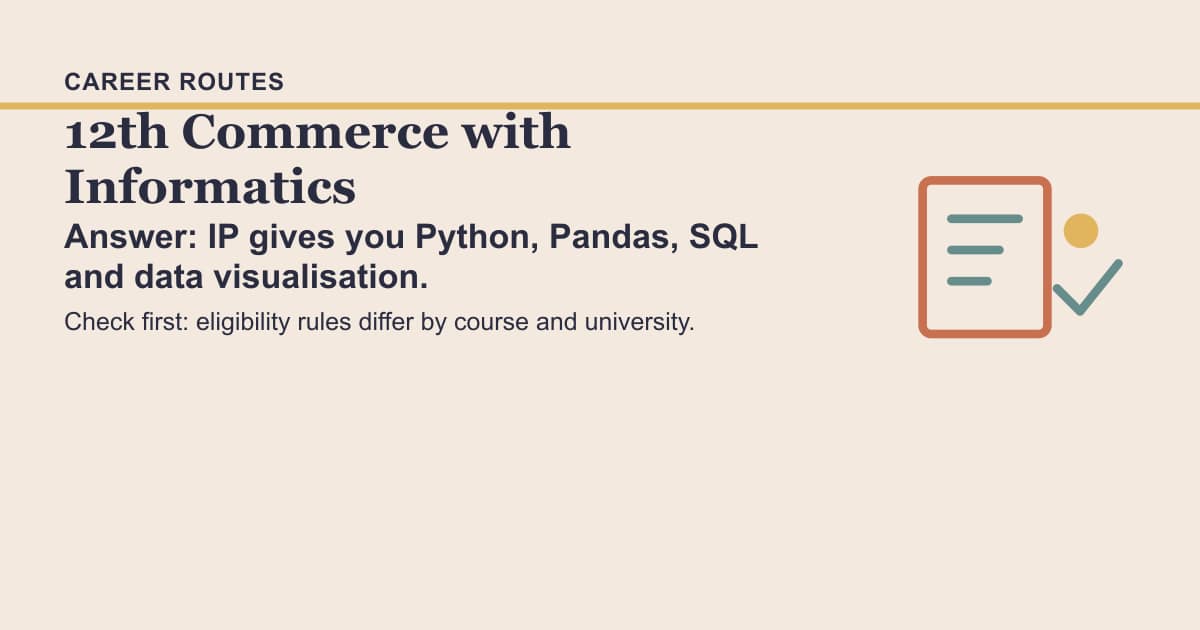 CAREER ROUTES
12th Commerce with
Informatics
Answer: IP gives you Python, Pandas, SQL
and data visualisation.
Check first: eligibility rules differ by course and university.